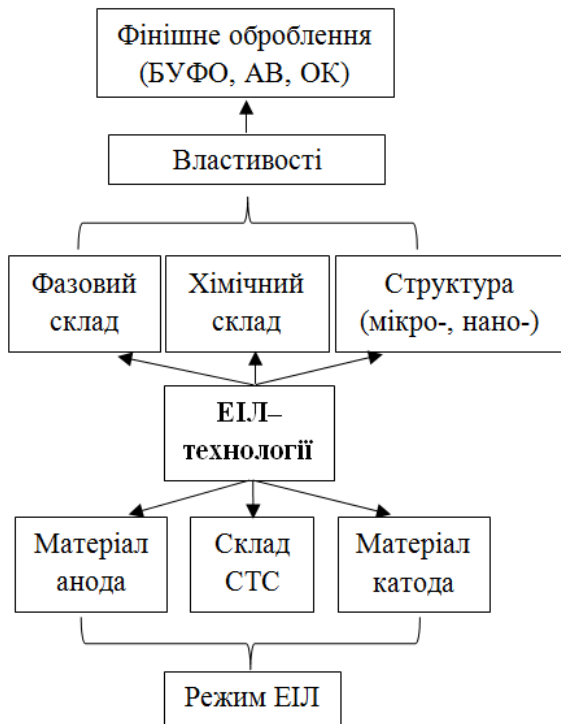 Фінішне оброблення
(БУФО, АВ, ОК)
Властивості
Фазовий
склад
Хімічний
склад
Структура
(мікро-, нано-)
ЕІЛ–
технології
Матеріал
анода
Склад
СТС
Матеріал
катода
Режим ЕІЛ